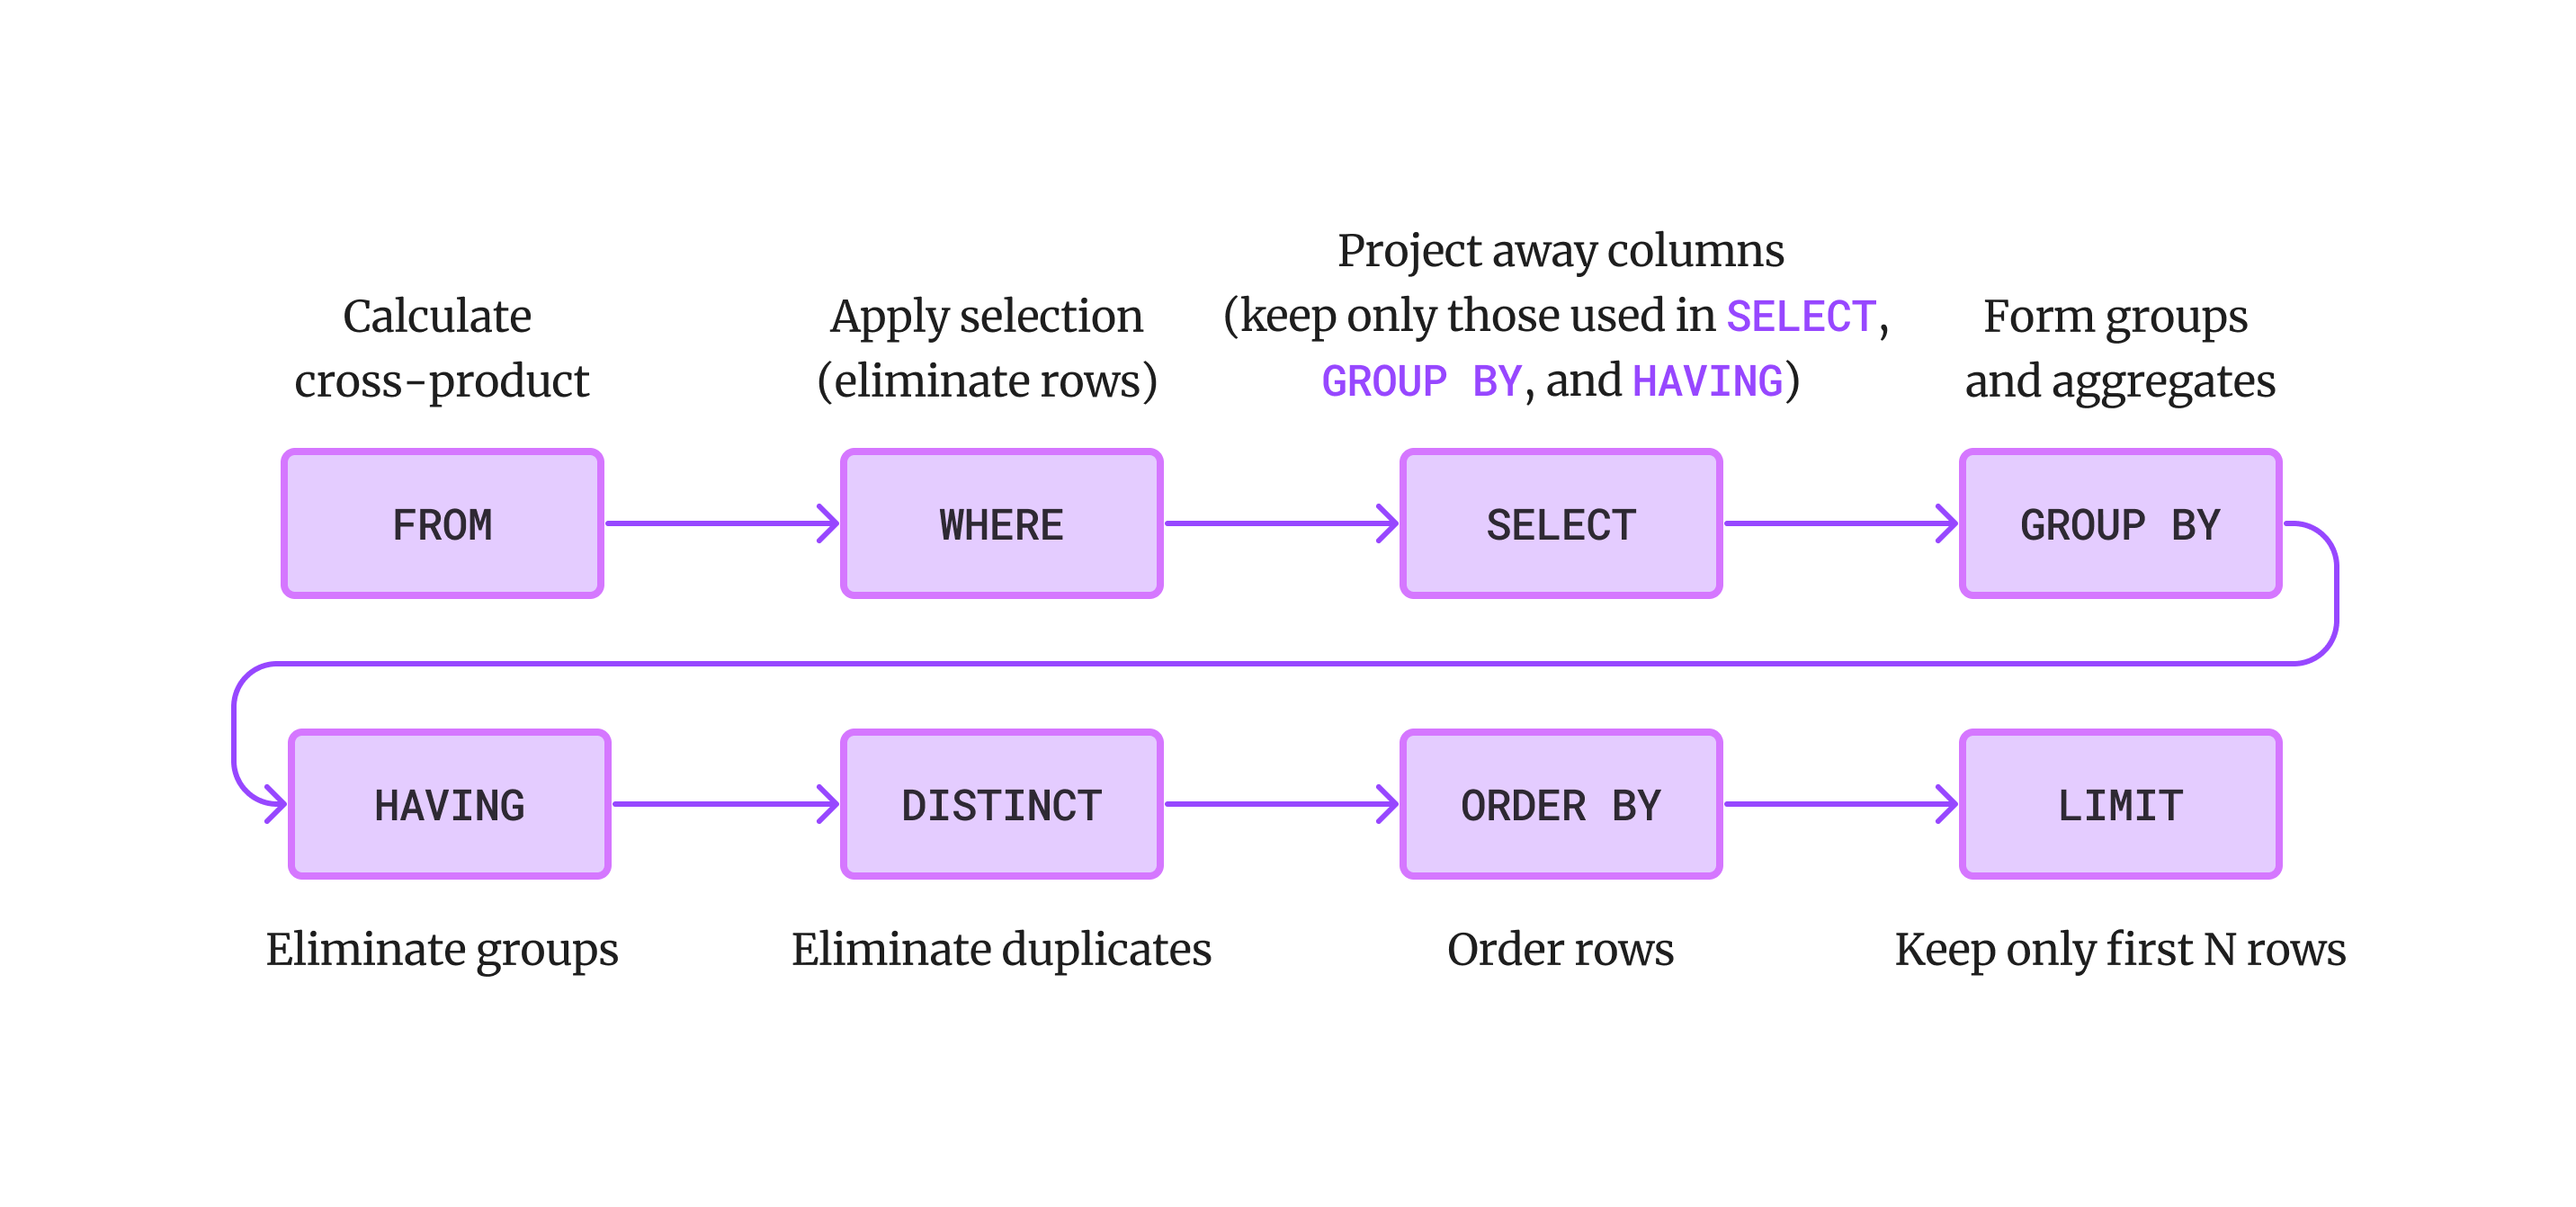 Calculate
cross-product
Apply selection
(eliminate rows)
Project away columns
(keep only those used in SELECT,
GROUP BY, and HAVING)
Form groups
and aggregates
FROM
WHERE
SELECT
GROUP BY
HAVING
DISTINCT
ORDER BY
LIMIT
Eliminate groups
Eliminate duplicates
Order rows
Keep only first N rows